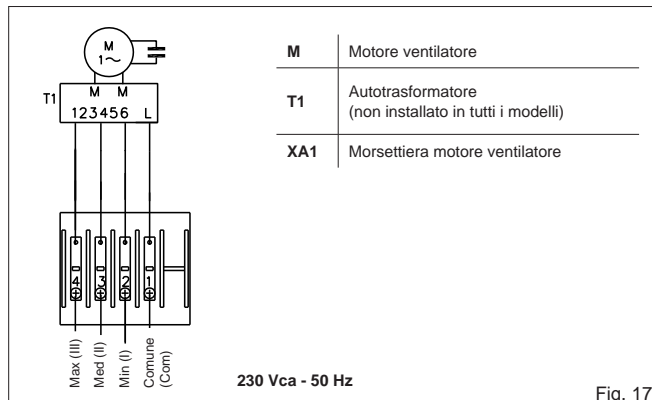 M
1~
M M
T1
123456 L
4 3 2 1
Max (III)
Med (II)
Min (I)
Comune
(Com)
M Motore ventilatore
T1 Autotrasformatore
(non installato in tutti i modelli)
XA1 Morsettiera motore ventilatore
230 Vca - 50 Hz
Fig. 17